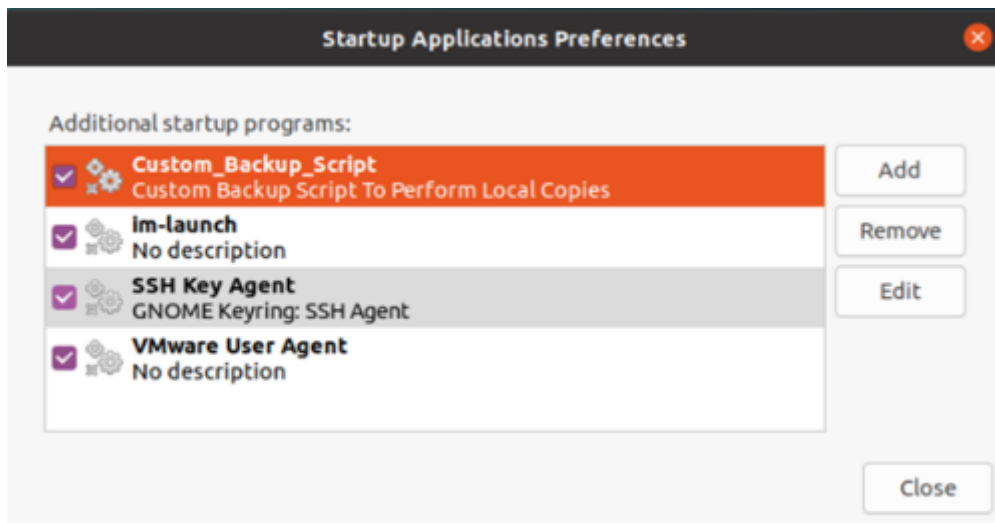 Startup Applications Preferences
Additional startup programs:
Custom_Backup_Script
Custom Backup Script To Perform Local Copies
im-launch
No description
SSH Key Agent
GNOME Keyring: SSH Agent
VMware User Agent
No description
Add
Remove
Edit
Close